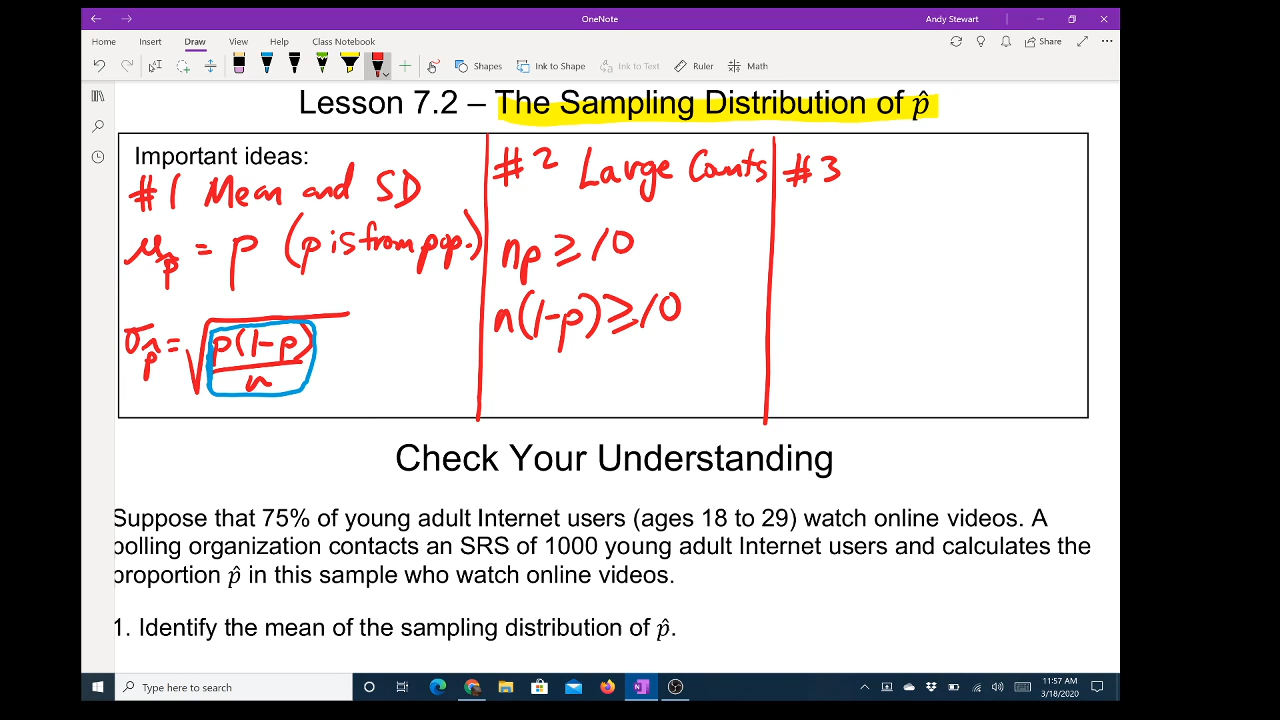 OneNote
Andy Stewart
Home Insert Draw View Help Class Notebook
Share
Shapes Ink to Shape Ink to Text Ruler Math
Lesson 7.2 – The Sampling Distribution of p̂
Important ideas:
#1 Mean and SD
μp̂ = p (p is from pop.)
σp̂ = √(p(1-p)/n)
#2 Large Counts
np ≥ 10
n(1-p) ≥ 10
#3
Check Your Understanding
Suppose that 75% of young adult Internet users (ages 18 to 29) watch online videos. A
polling organization contacts an SRS of 1000 young adult Internet users and calculates the
proportion p̂ in this sample who watch online videos.
1. Identify the mean of the sampling distribution of p̂.
Type here to search
11:57 AM
3/18/2020